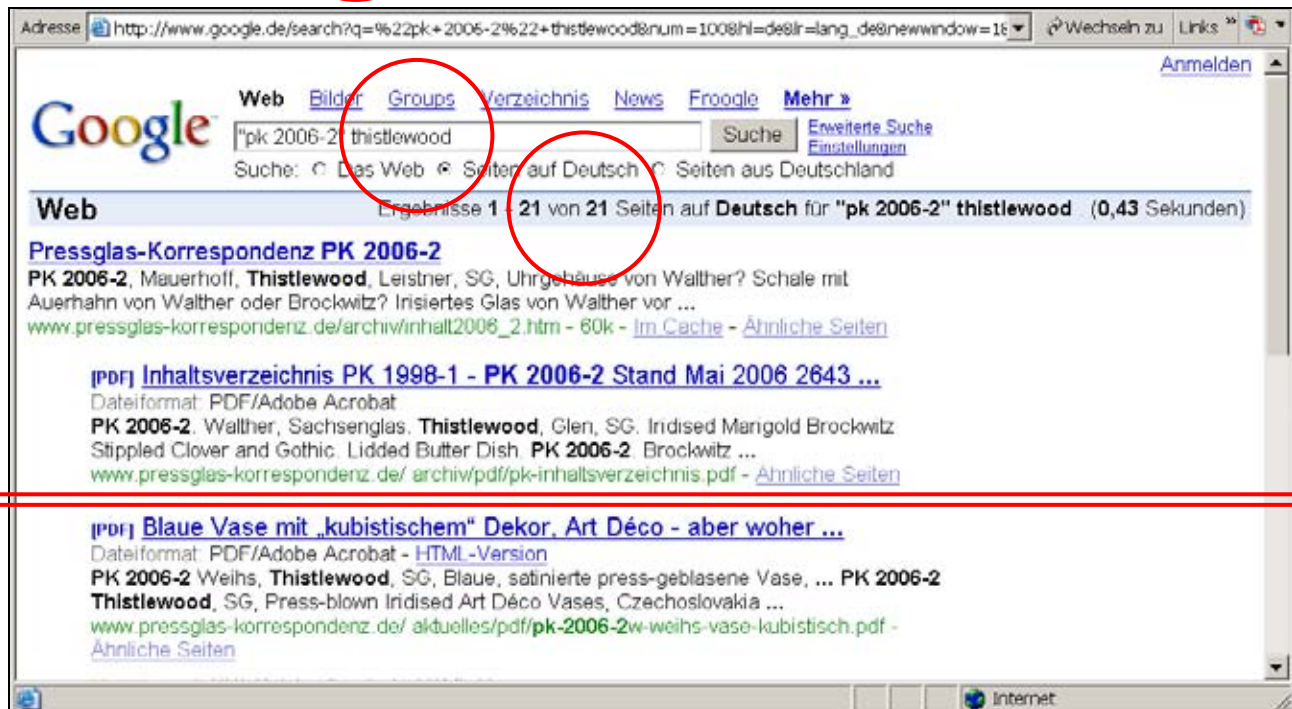 Adresse http://www.google.de/search?q=%22pk+2006-2%22+thistlewood&num=100&hl=de&lr=lang_de&newwindow=1& Wechseln zu Links »
Anmelden
Google
Web Bilder Groups Verzeichnis News Froogle Mehr »
"pk 2006-2" thistlewood Suche Erweiterte Suche
Einstellungen
Suche: Das Web Seiten auf Deutsch Seiten aus Deutschland
Web Ergebnisse 1 - 21 von 21 Seiten auf Deutsch für "pk 2006-2" thistlewood (0,43 Sekunden)
Pressglas-Korrespondenz PK 2006-2
PK 2006-2, Mauerhoff, Thistlewood, Leistner, SG, Uhrgehäuse von Walther? Schale mit
Auerhahn von Walther oder Brockwitz? Irisiertes Glas von Walther vor ...
www.pressglas-korrespondenz.de/archiv/inhalt2006_2.htm - 60k - Im Cache - Ähnliche Seiten
[PDF] Inhaltsverzeichnis PK 1998-1 - PK 2006-2 Stand Mai 2006 2643 ...
Dateiformat: PDF/Adobe Acrobat
PK 2006-2, Walther, Sachsenglas, Thistlewood, Glen, SG. Iridised Marigold Brockwitz
Stippled Clover and Gothic. Lidded Butter Dish. PK 2006-2. Brockwitz ...
www.pressglas-korrespondenz.de/ archiv/pdf/pk-inhaltsverzeichnis.pdf - Ähnliche Seiten
[PDF] Blaue Vase mit „kubistischem“ Dekor, Art Déco - aber woher ...
Dateiformat: PDF/Adobe Acrobat - HTML-Version
PK 2006-2 Weihs, Thistlewood, SG, Blaue, satinierte press-geblasene Vase, ... PK 2006-2
Thistlewood, SG, Press-blown Iridised Art Déco Vases, Czechoslovakia ...
www.pressglas-korrespondenz.de/ aktuelles/pdf/pk-2006-2w-weihs-vase-kubistisch.pdf -
Ähnliche Seiten
Internet